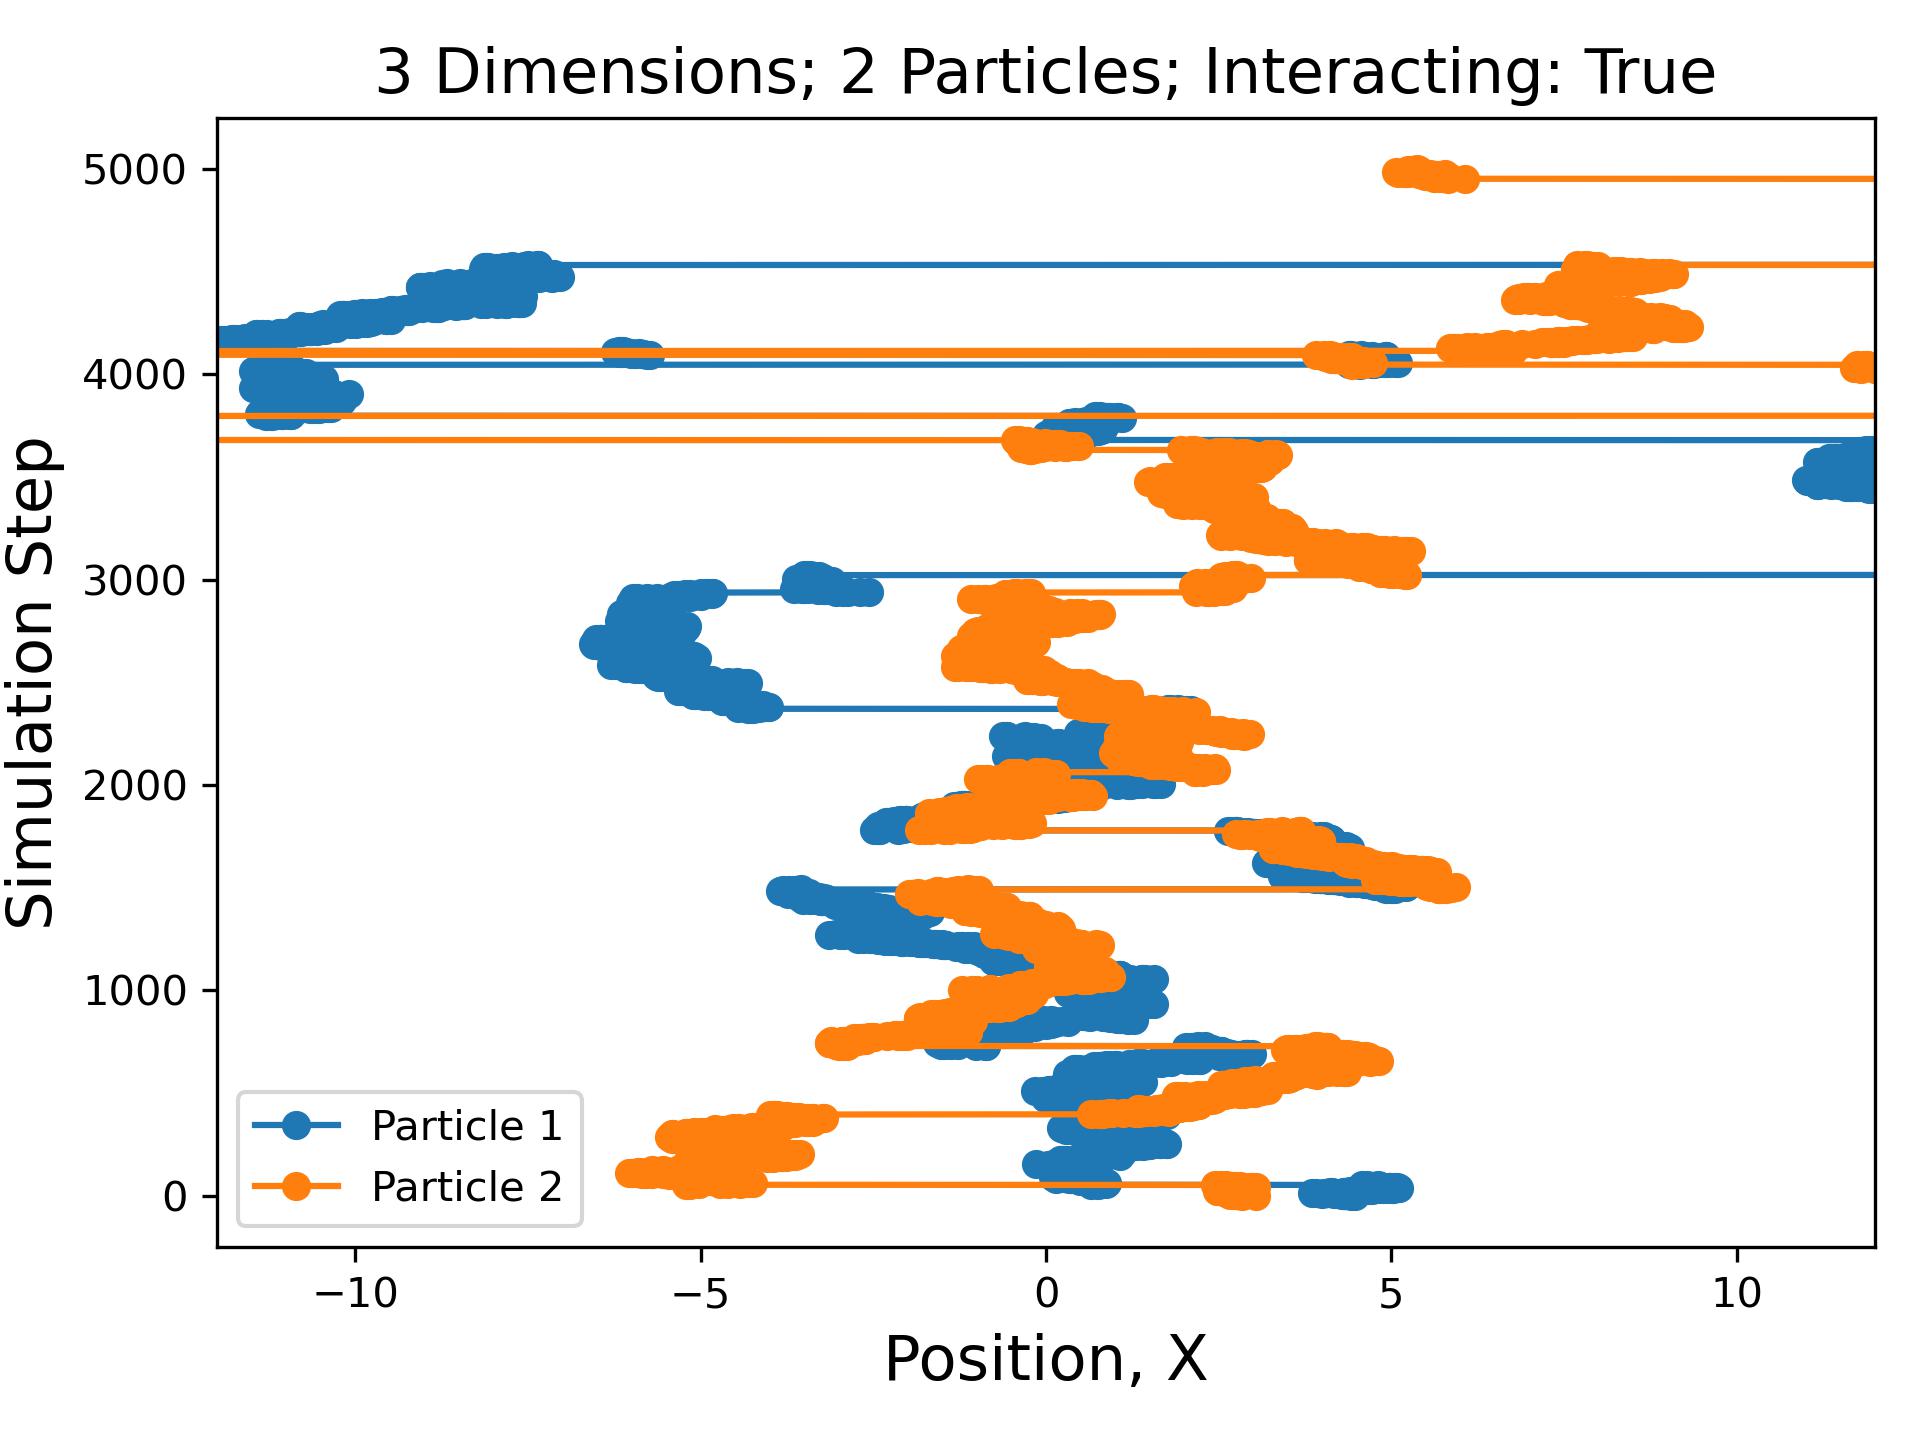 3 Dimensions; 2 Particles; Interacting: True
Simulation Step
5000
4000
3000
2000
1000
0
Particle 1
Particle 2
−10
−5
0
5
10
Position, X